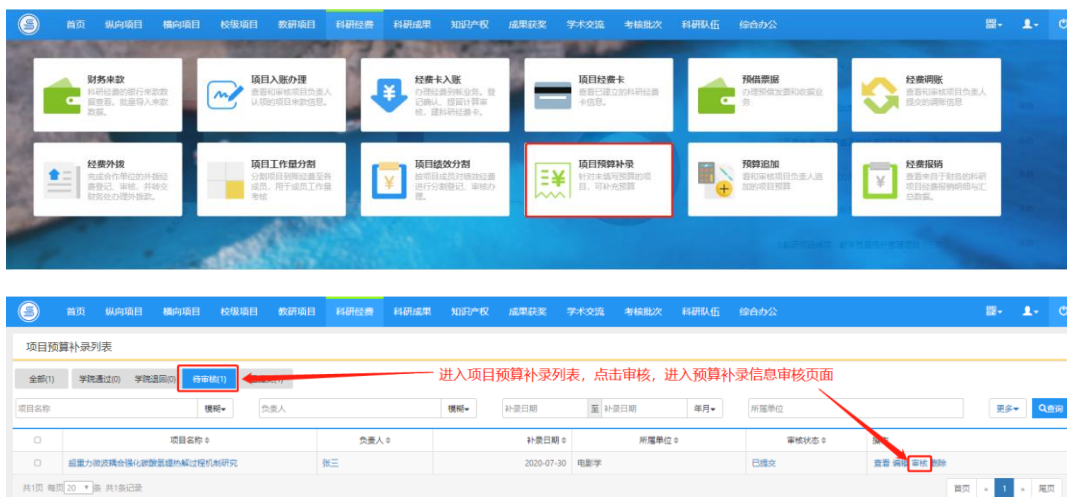 首页 纵向项目 横向项目 校级项目 教研项目 科研经费 科研成果 知识产权 成果获奖 学术交流 考核批次 科研队伍 综合办公
财务来款 项目入账办理 经费卡入账 项目经费卡 预借票据 经费调账
科研经费的银行来款数 查看和审核项目负责人 办理经费到帐业务。登 查看已建立的科研经费 办理预借发票和收据业 查看和审核项目负责人
据查看。批量导入来款 认领的项目来款信息。 记确认、提留计算审 卡信息。 务 提交的调账信息
数据。 核、建科研经费卡。
经费外拨 项目工作量分割 项目绩效分割 项目预算补录 预算追加 经费报销
完成合作单位的外拨经 分割项目到账经费至各 按项目成员对绩效经费 针对未填写预算的项 查和审核项目负责人追 查看来自于财务的科研
费登记、审核、并转交 成员，用于成员工作量 进行分割登记、审核办 目，可补充预算 加的项目预算 项目经费报销明细与汇
财务处办理外拨款。 考核 理。 总数据。
首页 纵向项目 横向项目 校级项目 教研项目 科研经费 科研成果 知识产权 成果获奖 学术交流 考核批次 科研队伍 综合办公
项目预算补录列表
全部(1) 学院通过(0) 学院退回(0) 待审核(1) 进入项目预算补录列表，点击审核，进入预算补录信息审核页面
项目名称 模糊 负责人 模糊 补录日期 至 补录日期 年月 所属单位 更多 查询
项目名称 负责人 补录日期 所属单位 审核状态 操作
超重力微波耦合强化碳酸氢铵热解过程机制研究 张三 2020-07-30 电影学 已提交 查看 编辑 审核 删除
共1页 每页 20 条 共1条记录 首页 « 1 » 尾页